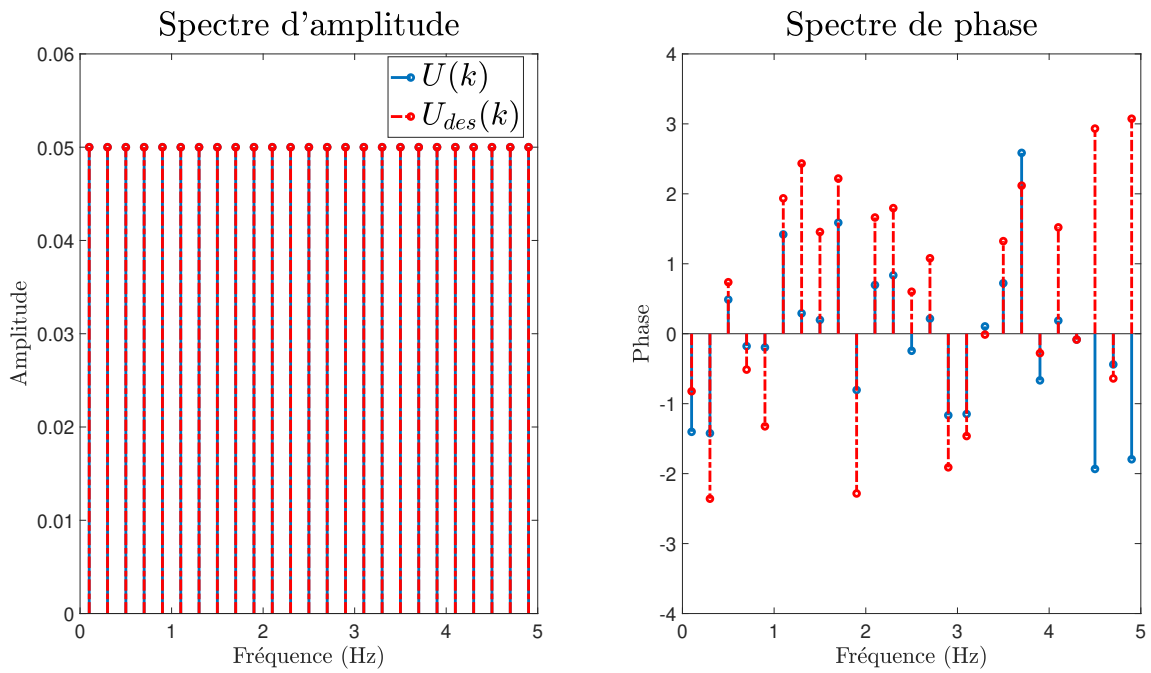 Spectre d'amplitude
0.06
0.05
0.04
0.03
0.02
0.01
0
Amplitude
U(k)
U_des(k)
0 1 2 3 4 5
Fréquence (Hz)
Spectre de phase
4
3
2
1
0
-1
-2
-3
-4
Phase
0 1 2 3 4 5
Fréquence (Hz)